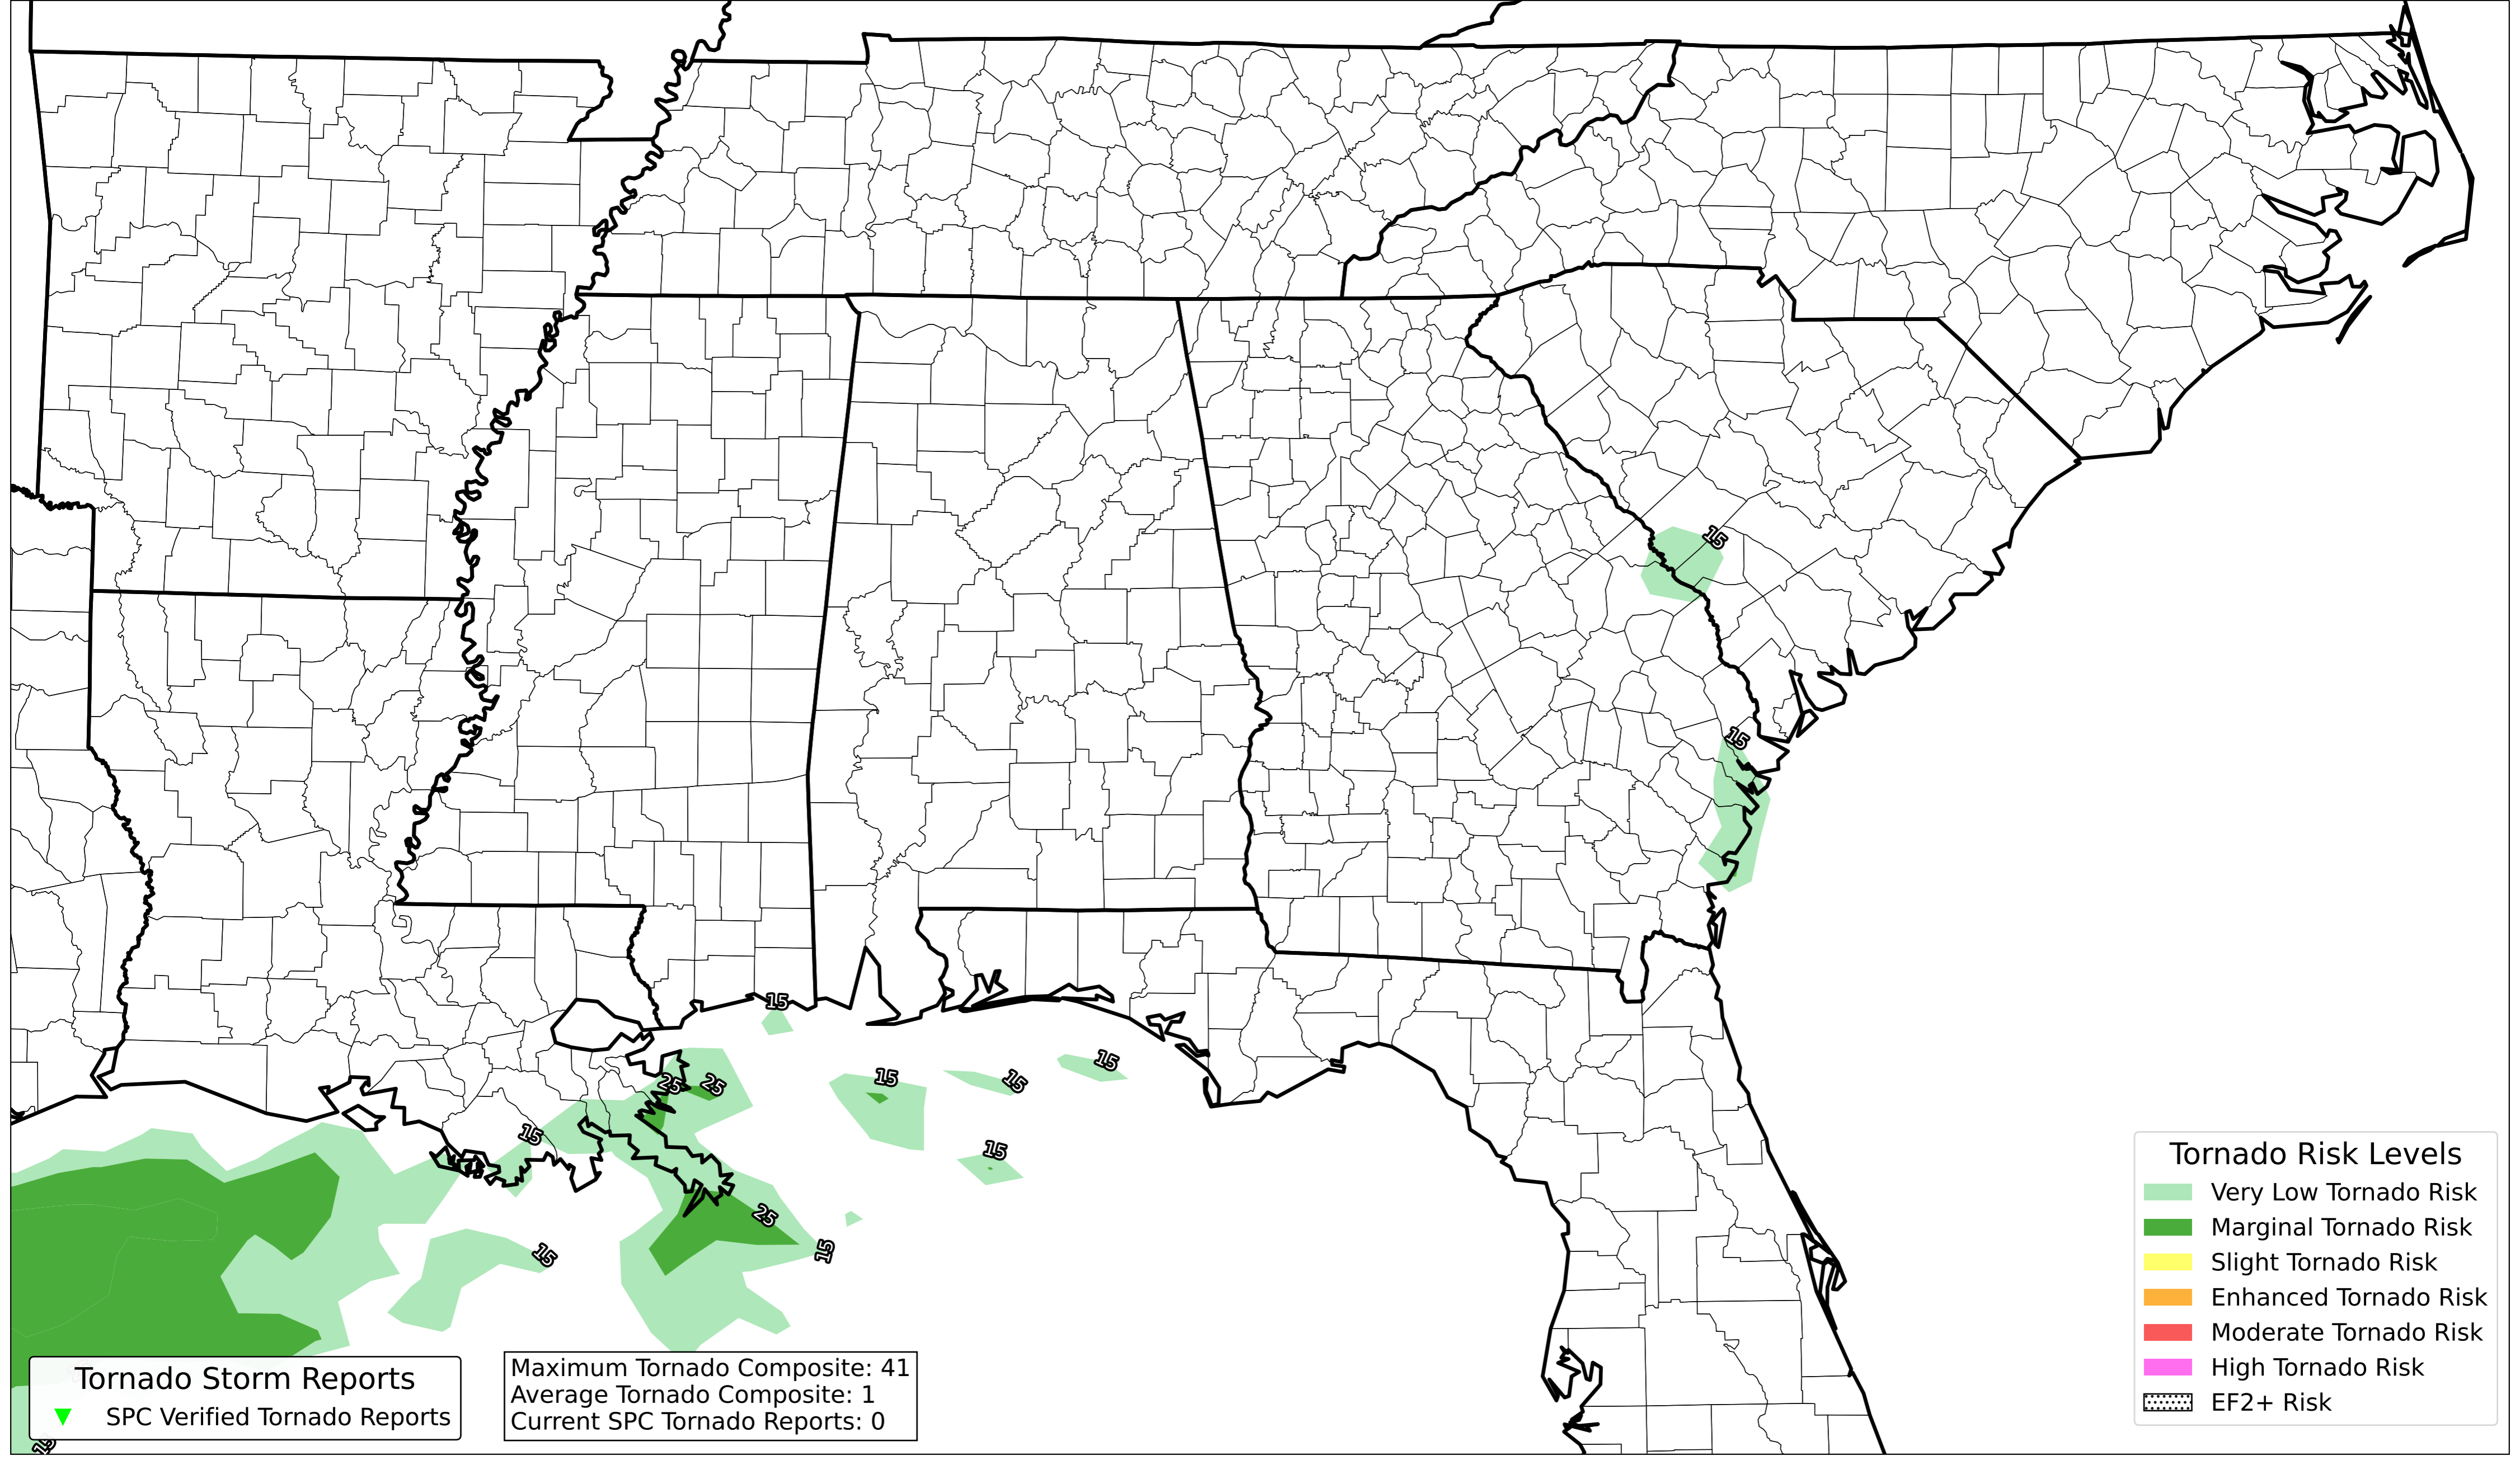 15
15
15
25
25
15
15
15
15
15
25
15
15
15
Tornado Storm Reports
SPC Verified Tornado Reports
Maximum Tornado Composite: 41
Average Tornado Composite: 1
Current SPC Tornado Reports: 0
Tornado Risk Levels
Very Low Tornado Risk
Marginal Tornado Risk
Slight Tornado Risk
Enhanced Tornado Risk
Moderate Tornado Risk
High Tornado Risk
EF2+ Risk